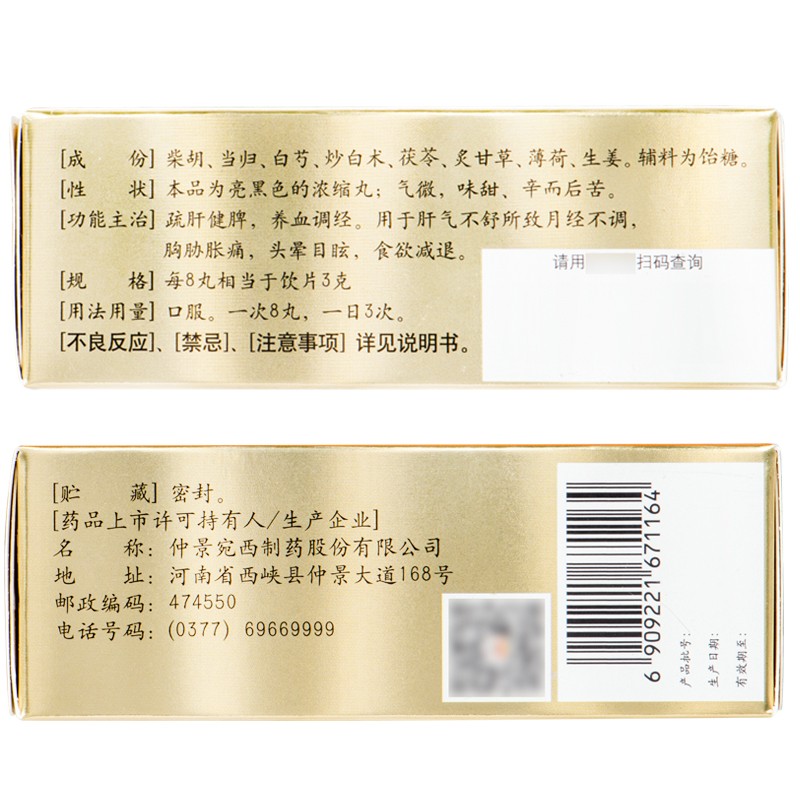 [成　份] 柴胡、当归、白芍、炒白术、茯苓、炙甘草、薄荷、生姜。辅料为饴糖。
[性　状] 本品为亮黑色的浓缩丸；气微，味甜、辛而后苦。
[功能主治] 疏肝健脾，养血调经。用于肝气不舒所致月经不调，
胸胁胀痛，头晕目眩，食欲减退。
[规　格] 每8丸相当于饮片3克
[用法用量] 口服。一次8丸，一日3次。
[不良反应]、[禁忌]、[注意事项] 详见说明书。
请用 扫码查询
[贮　藏] 密封。
[药品上市许可持有人/生产企业]
名　称：仲景宛西制药股份有限公司
地　址：河南省西峡县仲景大道168号
邮政编码：474550
电话号码：(0377) 69669999
6 909221 671164
产品批号：
生产日期：
有效期至：